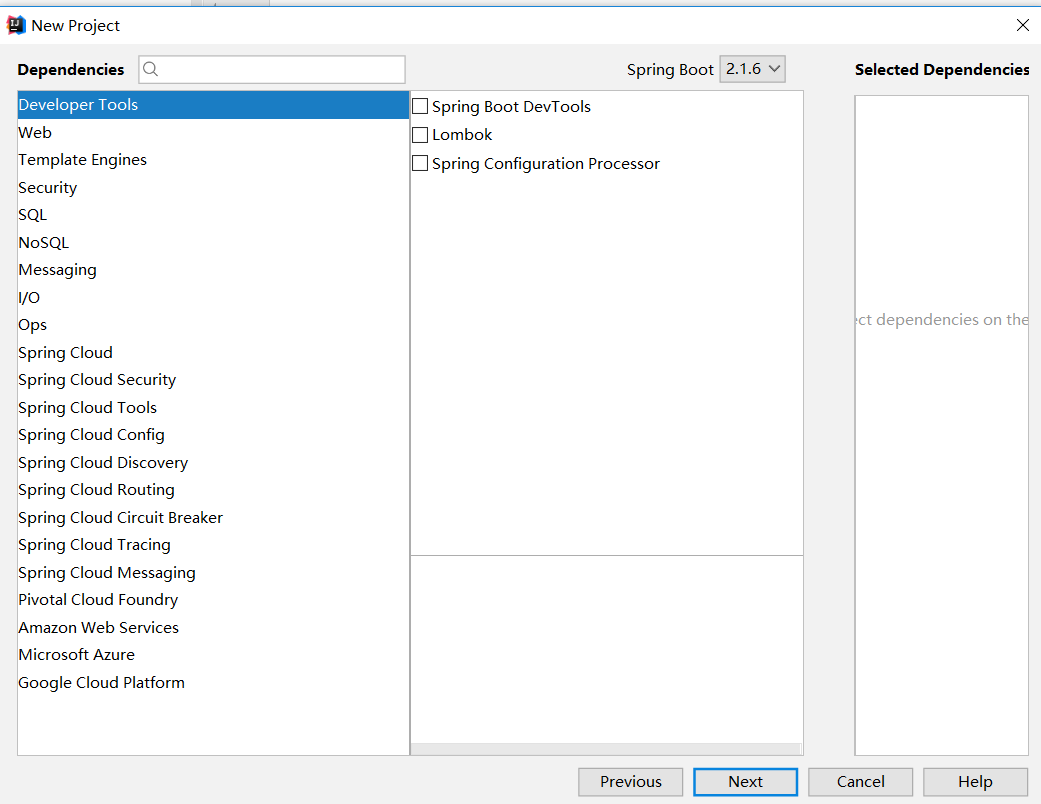 New Project
Dependencies
Spring Boot 2.1.6
Selected Dependencies
Developer Tools
Web
Template Engines
Security
SQL
NoSQL
Messaging
I/O
Ops
Spring Cloud
Spring Cloud Security
Spring Cloud Tools
Spring Cloud Config
Spring Cloud Discovery
Spring Cloud Routing
Spring Cloud Circuit Breaker
Spring Cloud Tracing
Spring Cloud Messaging
Pivotal Cloud Foundry
Amazon Web Services
Microsoft Azure
Google Cloud Platform
Spring Boot DevTools
Lombok
Spring Configuration Processor
dependencies on the
Previous
Next
Cancel
Help